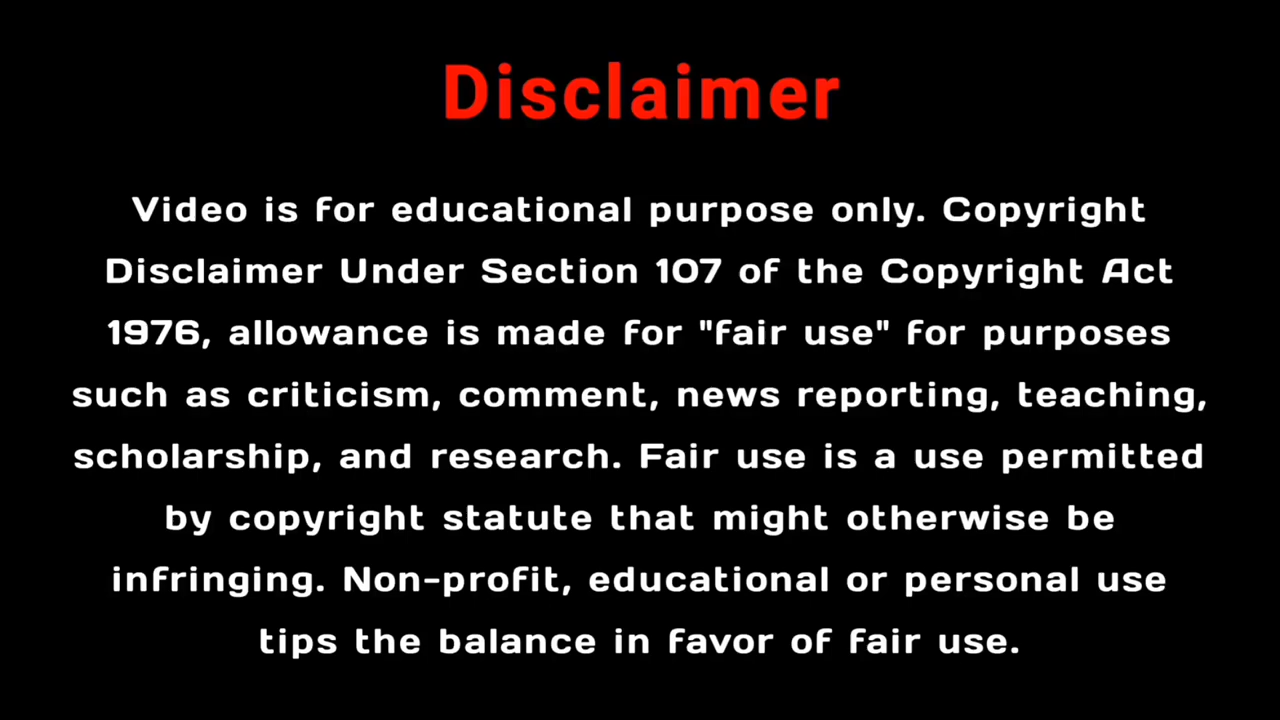 Disclaimer
Video is for educational purpose only. Copyright
Disclaimer Under Section 107 of the Copyright Act
1976, allowance is made for "fair use" for purposes
such as criticism, comment, news reporting, teaching,
scholarship, and research. Fair use is a use permitted
by copyright statute that might otherwise be
infringing. Non-profit, educational or personal use
tips the balance in favor of fair use.